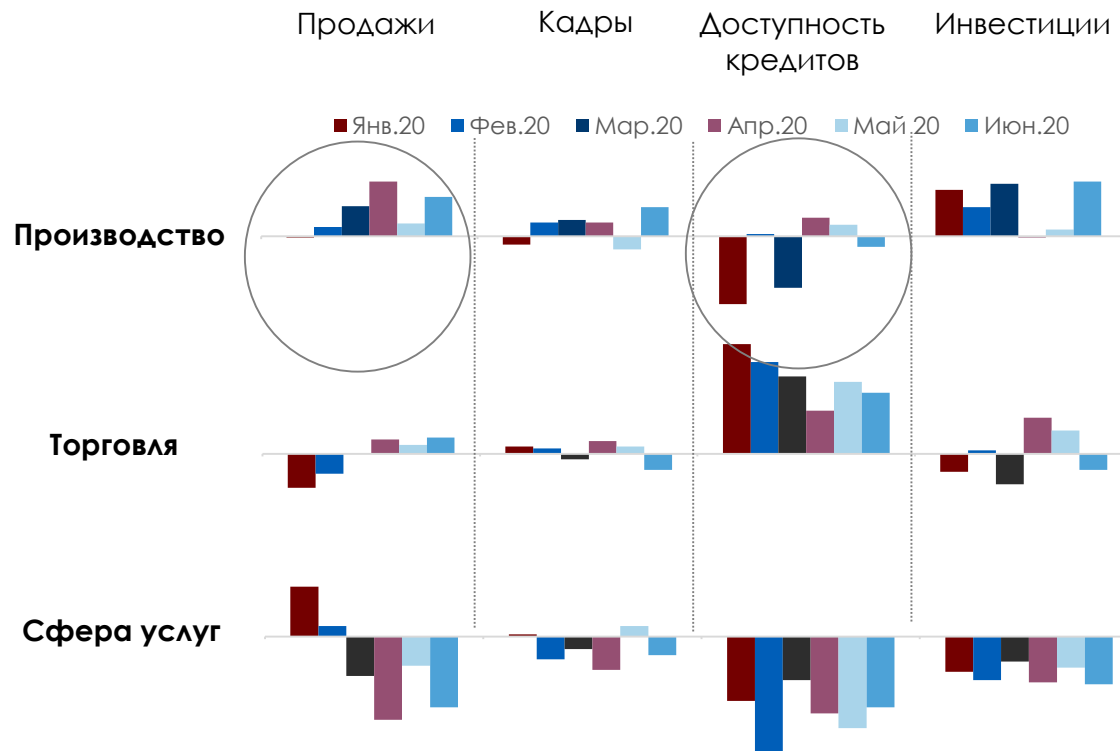 Продажи
Кадры
Доступность
кредитов
Инвестиции
Янв.20 Фев.20 Мар.20 Апр.20 Май.20 Июн.20
Производство
Торговля
Сфера услуг